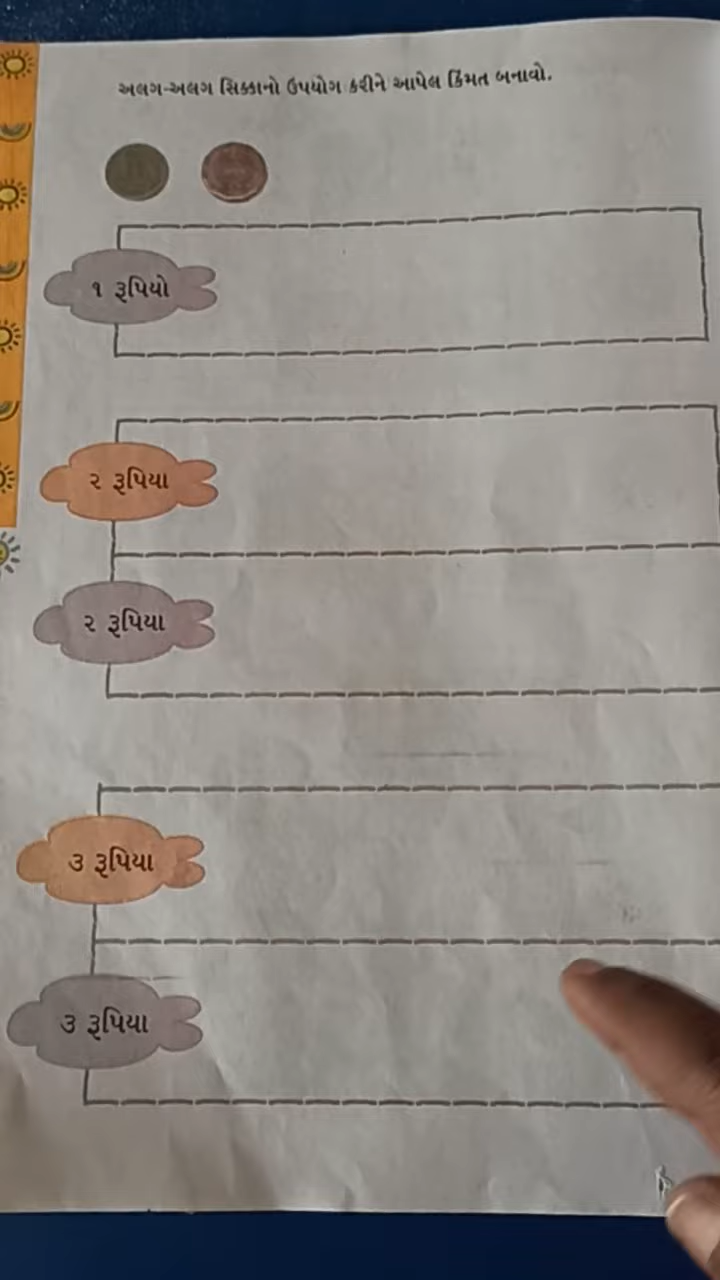 અલગ-અલગ સિક્કાનો ઉપયોગ કરીને આપેલ કિંમત બનાવો.
૧ રૂપિયો
૨ રૂપિયા
૨ રૂપિયા
૩ રૂપિયા
૩ રૂપિયા